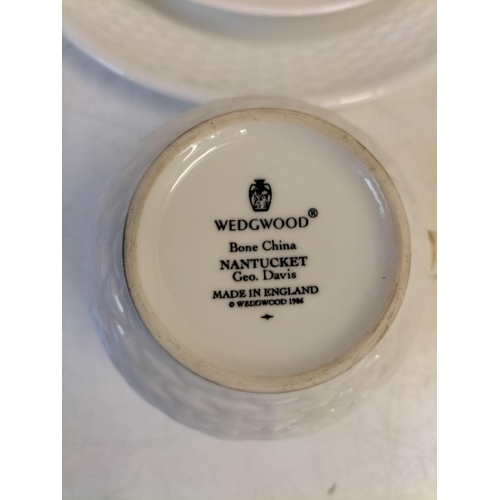 WEDGWOOD®
Bone China
NANTUCKET
Geo. Davis
MADE IN ENGLAND
© WEDGWOOD 1986